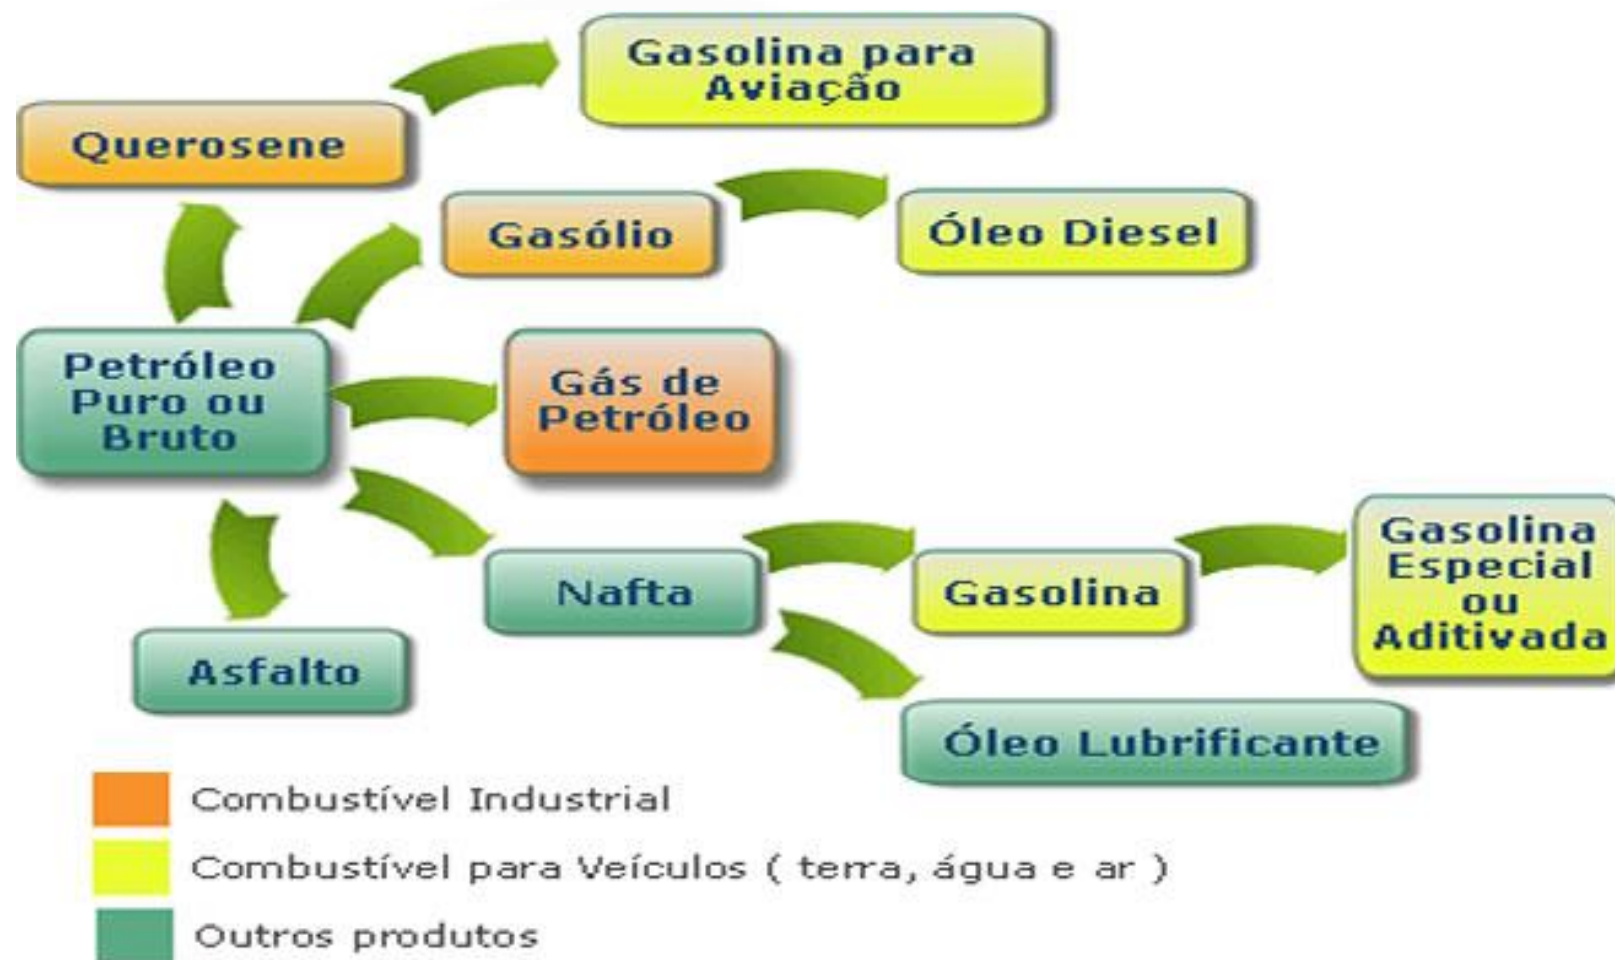 Gasolina para
Aviação
Querosene
Gasólio
Óleo Diesel
Petróleo
Puro ou
Bruto
Gás de
Petróleo
Nafta
Gasolina
Gasolina
Especial
ou
Aditivada
Asfalto
Óleo Lubrificante
Combustível Industrial
Combustível para Veículos ( terra, água e ar )
Outros produtos